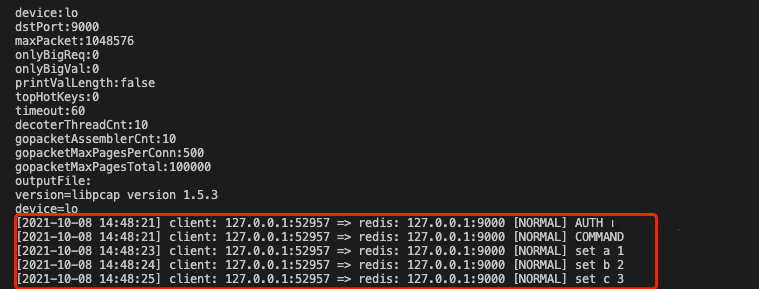 device:lo
dstPort:9000
maxPacket:1048576
onlyBigReq:0
onlyBigVal:0
printValLength:false
topHotKeys:0
timeout:60
decoterThreadCnt:10
gopacketAssemblerCnt:10
gopacketMaxPagesPerConn:500
gopacketMaxPagesTotal:100000
outputFile:
version=libpcap version 1.5.3
device=lo
[2021-10-08 14:48:21] client: 127.0.0.1:52957 => redis: 127.0.0.1:9000 [NORMAL] AUTH
[2021-10-08 14:48:21] client: 127.0.0.1:52957 => redis: 127.0.0.1:9000 [NORMAL] COMMAND
[2021-10-08 14:48:23] client: 127.0.0.1:52957 => redis: 127.0.0.1:9000 [NORMAL] set a 1
[2021-10-08 14:48:24] client: 127.0.0.1:52957 => redis: 127.0.0.1:9000 [NORMAL] set b 2
[2021-10-08 14:48:25] client: 127.0.0.1:52957 => redis: 127.0.0.1:9000 [NORMAL] set c 3